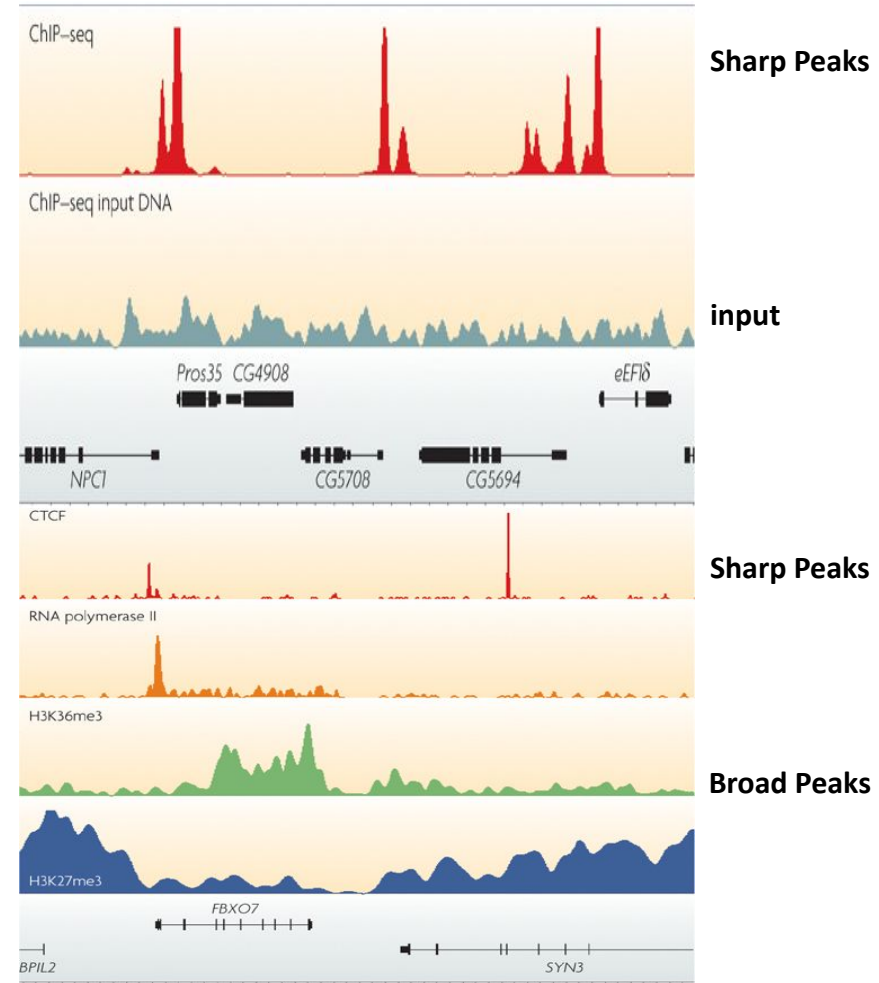 ChIP–seq
Sharp Peaks
ChIP–seq input DNA
input
Pros35 CG4908 eEF1δ
NPC1 CG5708 CG5694
CTCF
Sharp Peaks
RNA polymerase II
H3K36me3
Broad Peaks
H3K27me3
FBXO7
BPIL2 SYN3